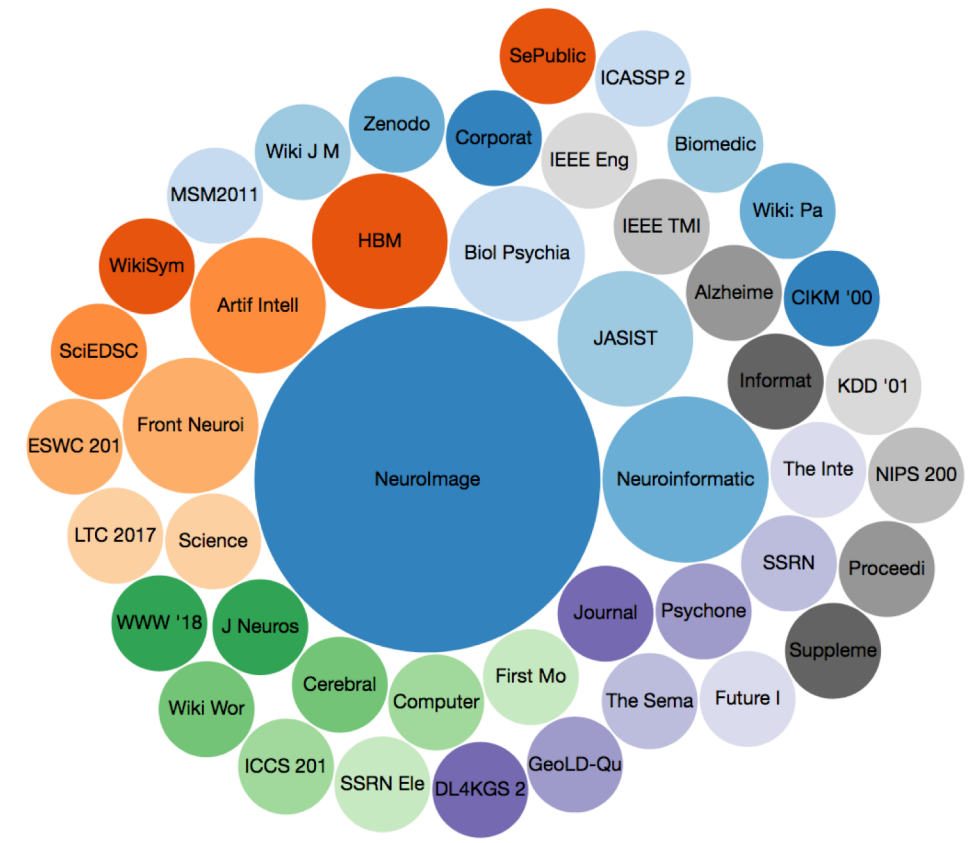 SePublic
ICASSP 2
Zenodo
Corporat
Biomedic
Wiki J M
IEEE Eng
MSM2011
Wiki: Pa
IEEE TMI
HBM
Biol Psychia
WikiSym
Alzheime
CIKM '00
Artif Intell
JASIST
SciEDSC
Informat
KDD '01
Front Neuroi
ESWC 201
The Inte
NIPS 200
NeuroImage
Neuroinformatic
LTC 2017
Science
SSRN
Proceedi
WWW '18
J Neuros
Journal
Psychone
Suppleme
Cerebral
First Mo
Wiki Wor
Computer
The Sema
Future I
ICCS 201
GeoLD-Qu
SSRN Ele
DL4KGS 2